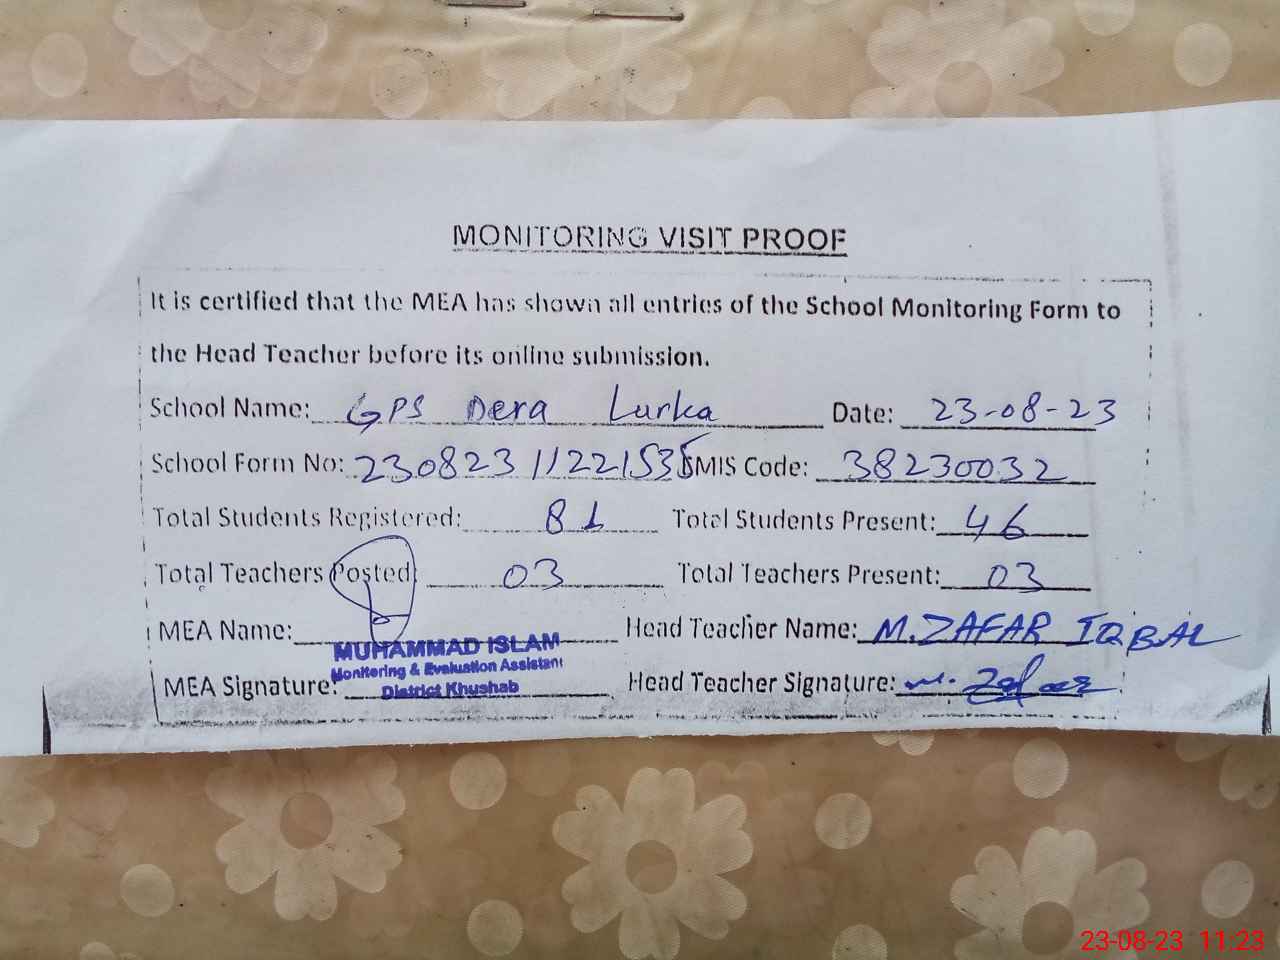 MONITORING VISIT PROOF
It is certified that the MEA has shown all entries of the School Monitoring Form to
the Head Teacher before its online submission.
School Name: GPS Dera Lurka Date: 23-08-23
School Form No: 23082311221535 EMIS Code: 38230032
Total Students Registered: 81 Total Students Present: 46
Total Teachers Posted: 03 Total Teachers Present: 03
MEA Name: Head Teacher Name: M. ZAFAR IQBAL
MUHAMMAD ISLAM
Monitoring & Evaluation Assistant
District Khushab
MEA Signature: Head Teacher Signature: M. Zafar
23-08-23 11:23